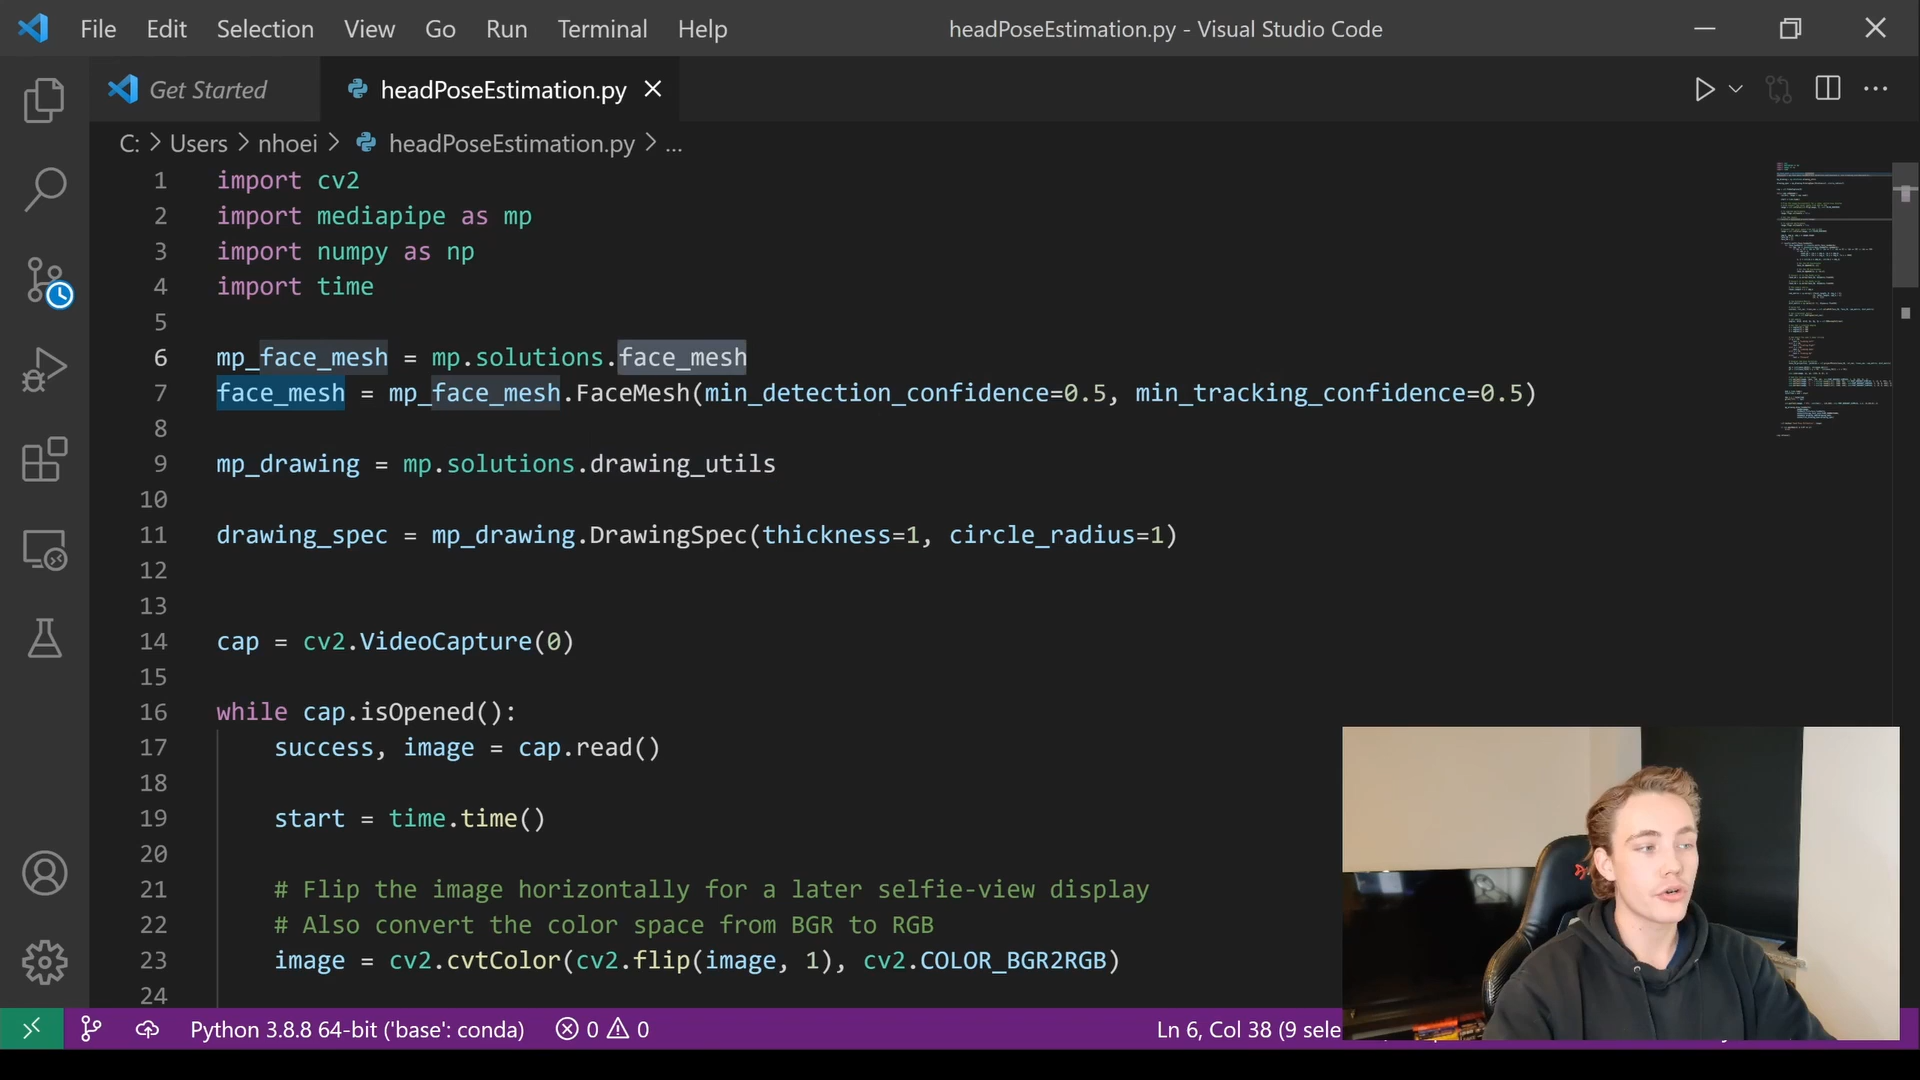 File Edit Selection View Go Run Terminal Help headPoseEstimation.py - Visual Studio Code
Get Started headPoseEstimation.py
C: > Users > nhoei > headPoseEstimation.py > ...
1 import cv2
2 import mediapipe as mp
3 import numpy as np
4 import time
5
6 mp_face_mesh = mp.solutions.face_mesh
7 face_mesh = mp_face_mesh.FaceMesh(min_detection_confidence=0.5, min_tracking_confidence=0.5)
8
9 mp_drawing = mp.solutions.drawing_utils
10
11 drawing_spec = mp_drawing.DrawingSpec(thickness=1, circle_radius=1)
12
13
14 cap = cv2.VideoCapture(0)
15
16 while cap.isOpened():
17 success, image = cap.read()
18
19 start = time.time()
20
21 # Flip the image horizontally for a later selfie-view display
22 # Also convert the color space from BGR to RGB
23 image = cv2.cvtColor(cv2.flip(image, 1), cv2.COLOR_BGR2RGB)
24
Python 3.8.8 64-bit ('base': conda) 0 0 Ln 6, Col 38 (9 sele